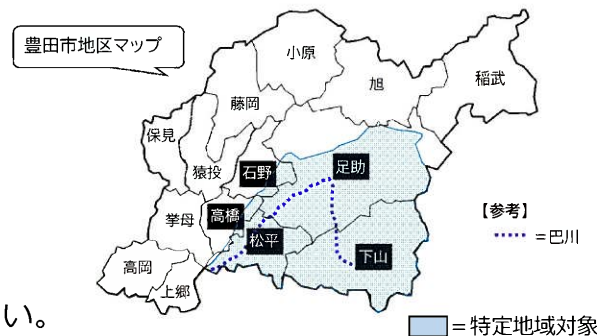 豊田市地区マップ
小原
旭
稲武
藤岡
保見
猿投
石野
足助
挙母
高橋
松平
下山
高岡
上郷
【参考】
=巴川
い。
=特定地域対象